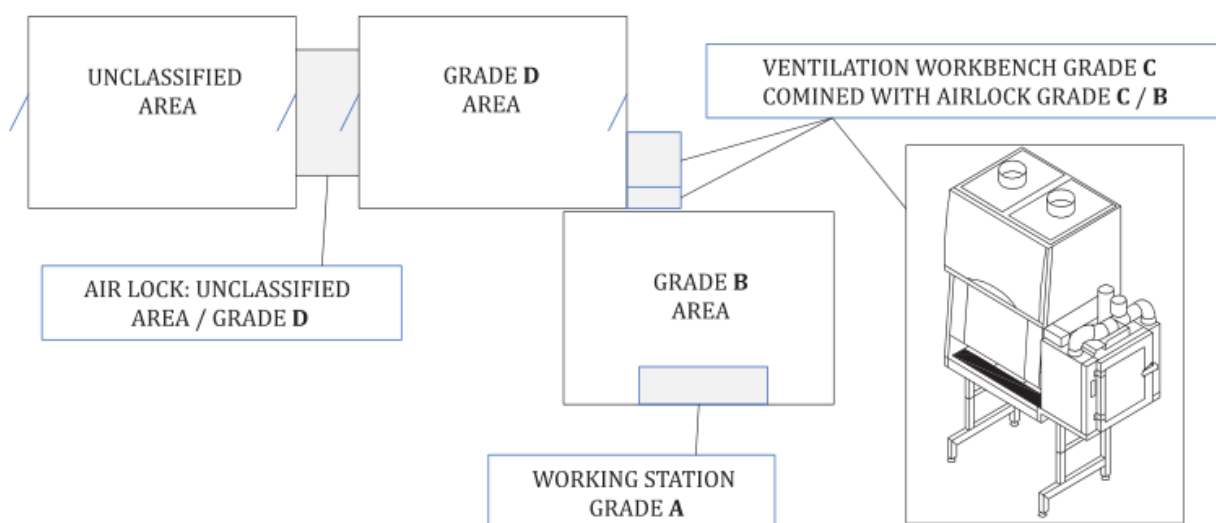 UNCLASSIFIED
AREA
GRADE D
AREA
VENTILATION WORKBENCH GRADE C
COMINED WITH AIRLOCK GRADE C / B
AIR LOCK: UNCLASSIFIED
AREA / GRADE D
GRADE B
AREA
WORKING STATION
GRADE A